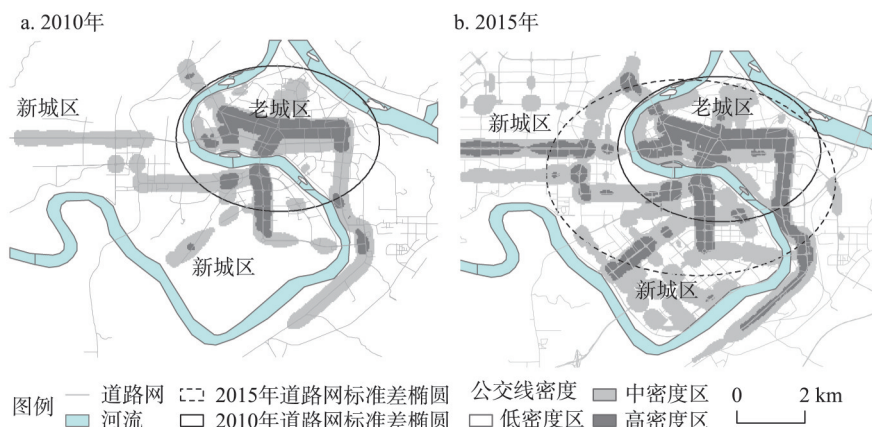 a. 2010年
b. 2015年
新城区
老城区
新城区
新城区
老城区
新城区
图例
道路网
2015年道路网标准差椭圆
公交线密度
中密度区
0 2 km
河流
2010年道路网标准差椭圆
低密度区
高密度区